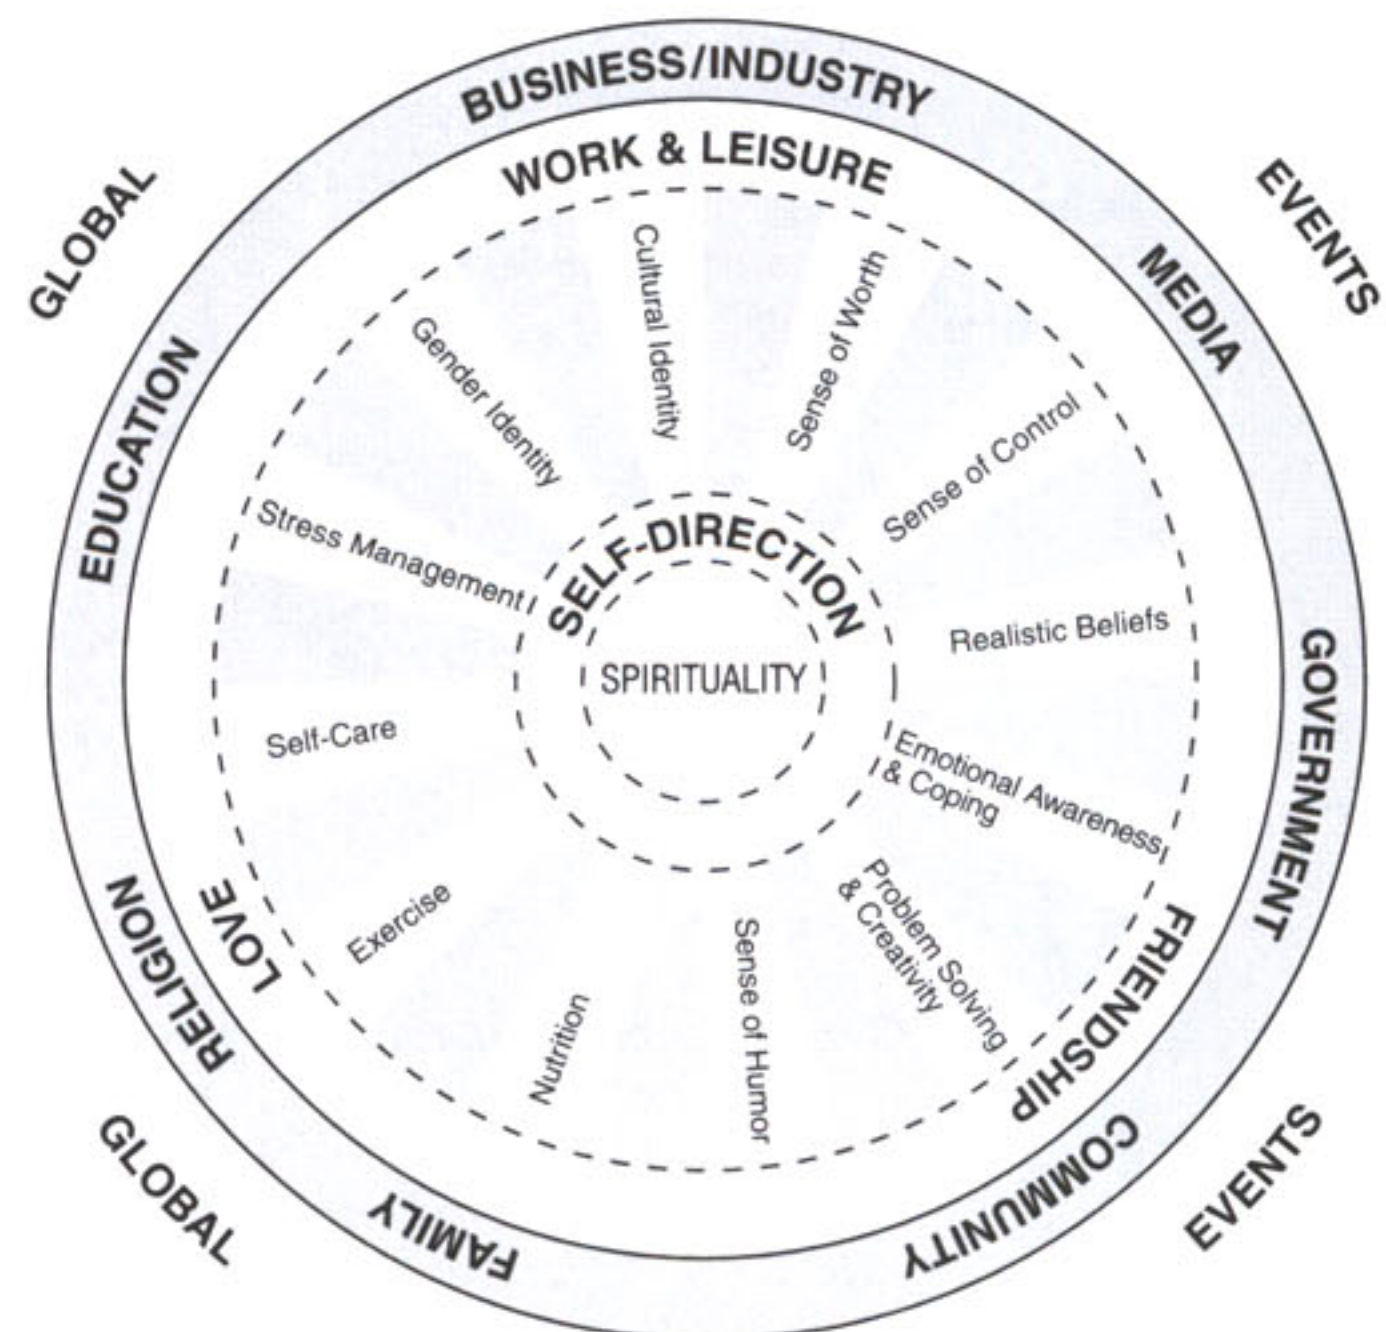 BUSINESS/INDUSTRY
GLOBAL
EVENTS
WORK & LEISURE
MEDIA
EDUCATION
Cultural Identity
Sense of Worth
Gender Identity
Sense of Control
Stress Management
SELF-DIRECTION
Realistic Beliefs
SPIRITUALITY
GOVERNMENT
Self-Care
Emotional Awareness
& Coping
Problem Solving
& Creativity
Exercise
Sense of Humor
Nutrition
LOVE
FRIENDSHIP
RELIGION
COMMUNITY
FAMILY
GLOBAL
EVENTS